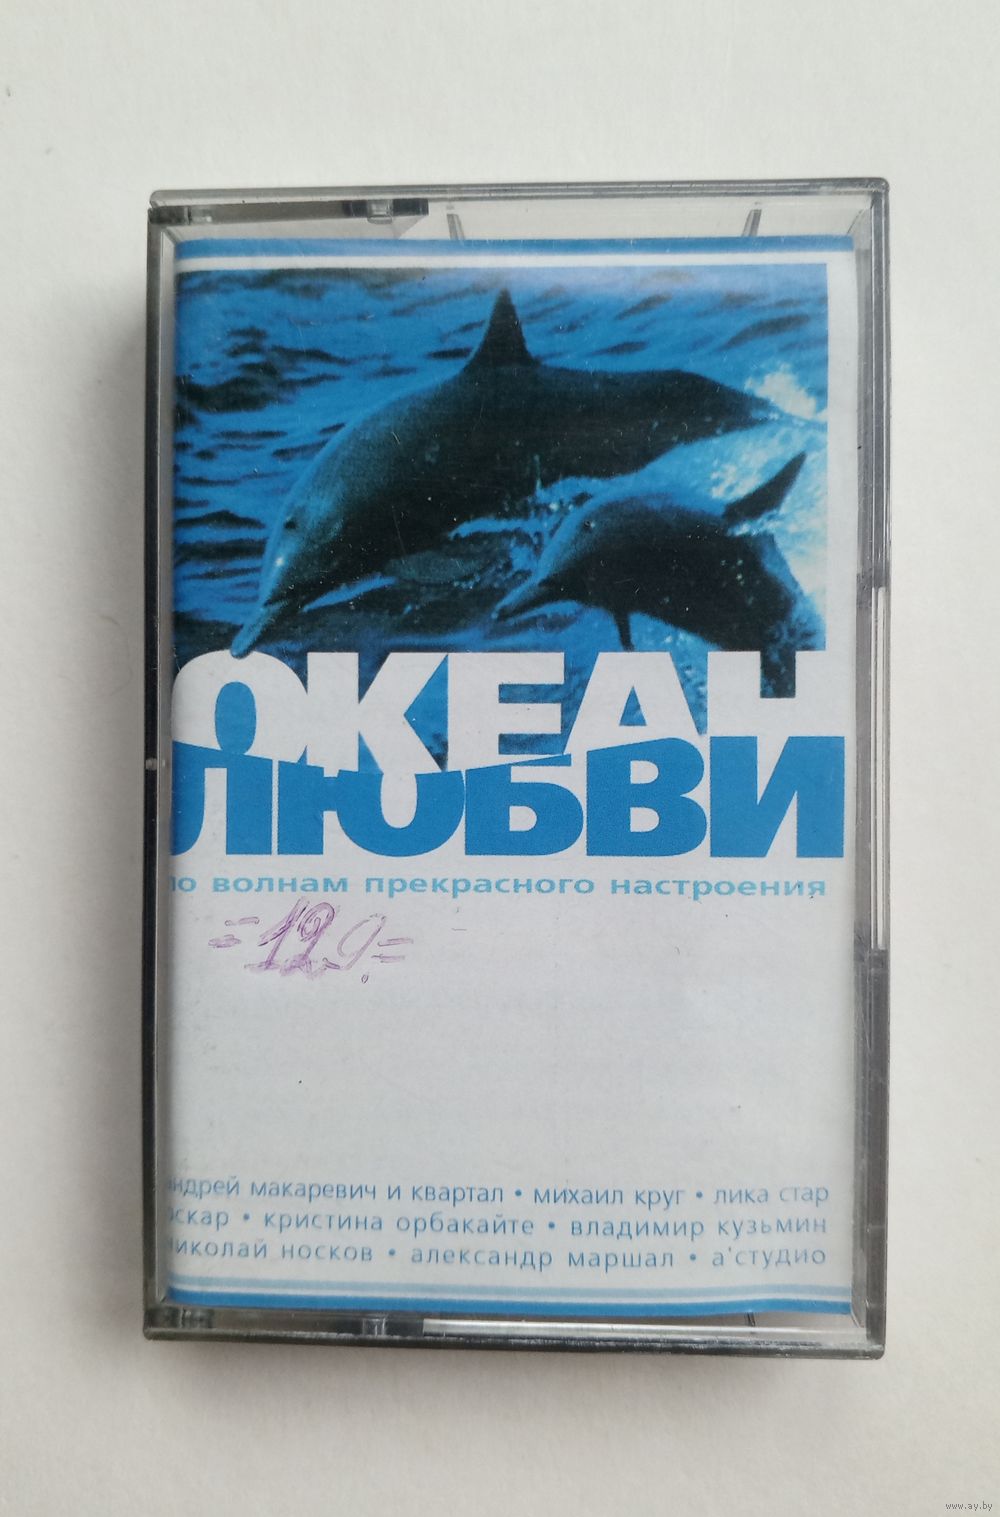 ОКЕАН
ЛЮБВИ
по волнам прекрасного настроения
андрей макаревич и квартал • михаил круг • лика стар
оскар • кристина орбакайте • владимир кузьмин
николай носков • александр маршал • а'студио
www.ay.by